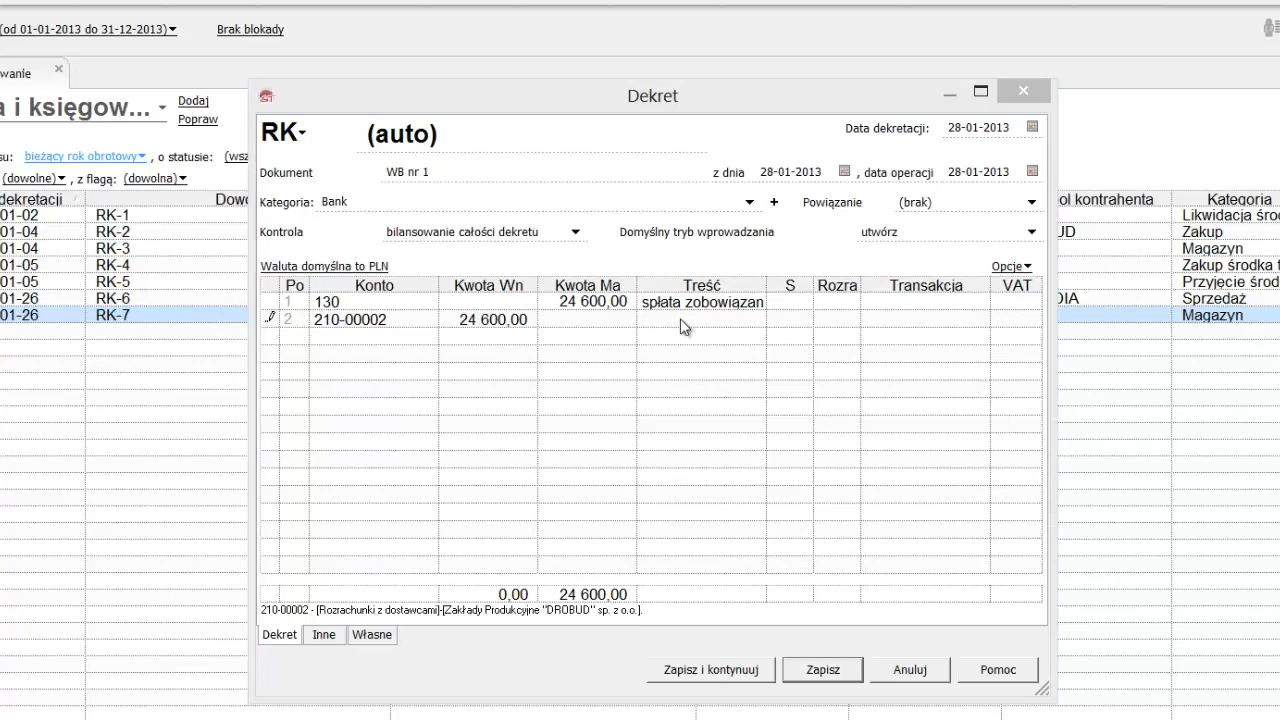 (od 01-01-2013 do 31-12-2013) Brak blokady
wanie
a i księgow... Dodaj
Popraw
su: bieżący rok obrotowy , o statusie: (wsz
(dowolne) , z flagą: (dowolna)
dekretacji Dowo
01-02 RK-1
01-04 RK-2
01-04 RK-3
01-05 RK-4
01-05 RK-5
01-26 RK-6
01-26 RK-7
Dekret
RK- (auto) Data dekretacji: 28-01-2013
Dokument WB nr 1 z dnia 28-01-2013 , data operacji 28-01-2013
Kategoria: Bank + Powiązanie (brak)
Kontrola bilansowanie całości dekretu Domyślny tryb wprowadzania utwórz
Waluta domyślna to PLN Opcje
Po Konto Kwota Wn Kwota Ma Treść S Rozra Transakcja VAT
1 130 24 600,00 spłata zobowiązan
2 210-00002 24 600,00
0,00 24 600,00
210-00002 - [Rozrachunki z dostawcami]-[Zakłady Produkcyjne "DROBUD" sp. z o.o.].
Dekret Inne Własne
Zapisz i kontynuuj Zapisz Anuluj Pomoc
ol kontrahenta Kategoria
Likwidacja śro
UD Zakup
Magazyn
Zakup środka t
Przyjęcie środ
DIA Sprzedaż
Magazyn